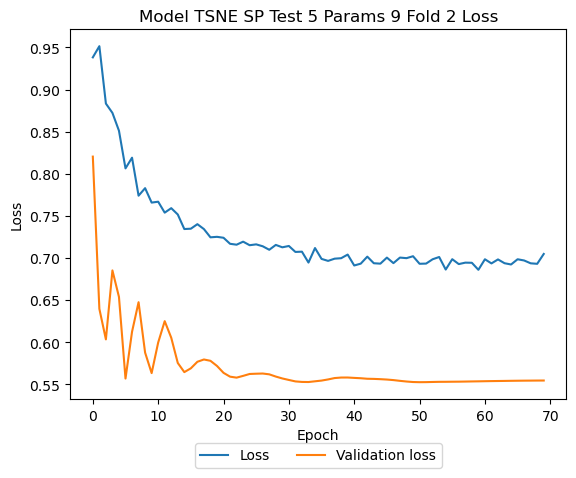 Model TSNE SP Test 5 Params 9 Fold 2 Loss
0.95
0.90
0.85
0.80
0.75
0.70
0.65
0.60
0.55
Loss
0 10 20 30 40 50 60 70
Epoch
Loss Validation loss